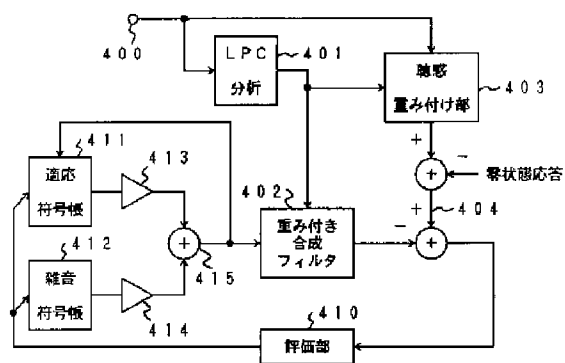 400
LPC
分析
401
聴感
重み付け部
403
+
-
零状態応答
+
404
411
適応
符号帳
413
402
重み付き
合成
フィルタ
-
+
+
415
412
雑音
符号帳
414
410
評価部